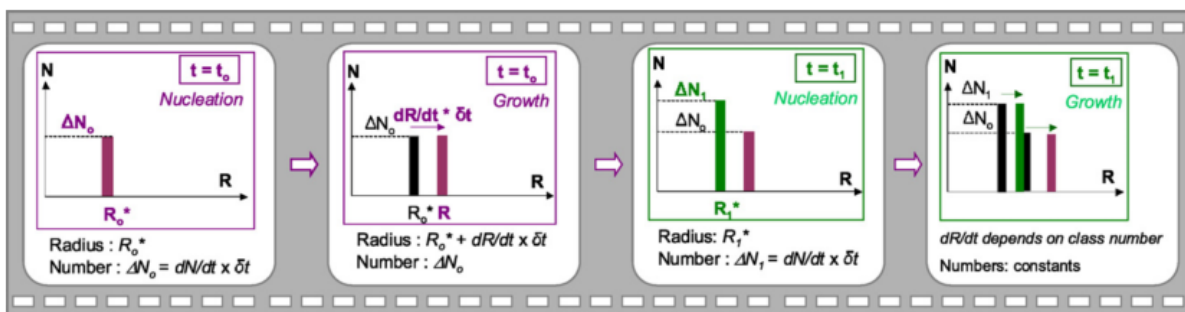 t = t₀
N
Nucleation
ΔN₀
R
R₀*
Radius : R₀*
Number : ΔN₀ = dN/dt x δt
t = t₀
N
Growth
dR/dt * δt
ΔN₀
R
R₀* R
Radius : R₀* + dR/dt x δt
Number : ΔN₀
t = t₁
N
ΔN₁
Nucleation
ΔN₀
R
R₁*
Radius: R₁*
Number : ΔN₁ = dN/dt x δt
t = t₁
N
ΔN₁
Growth
ΔN₀
R
dR/dt depends on class number
Numbers: constants